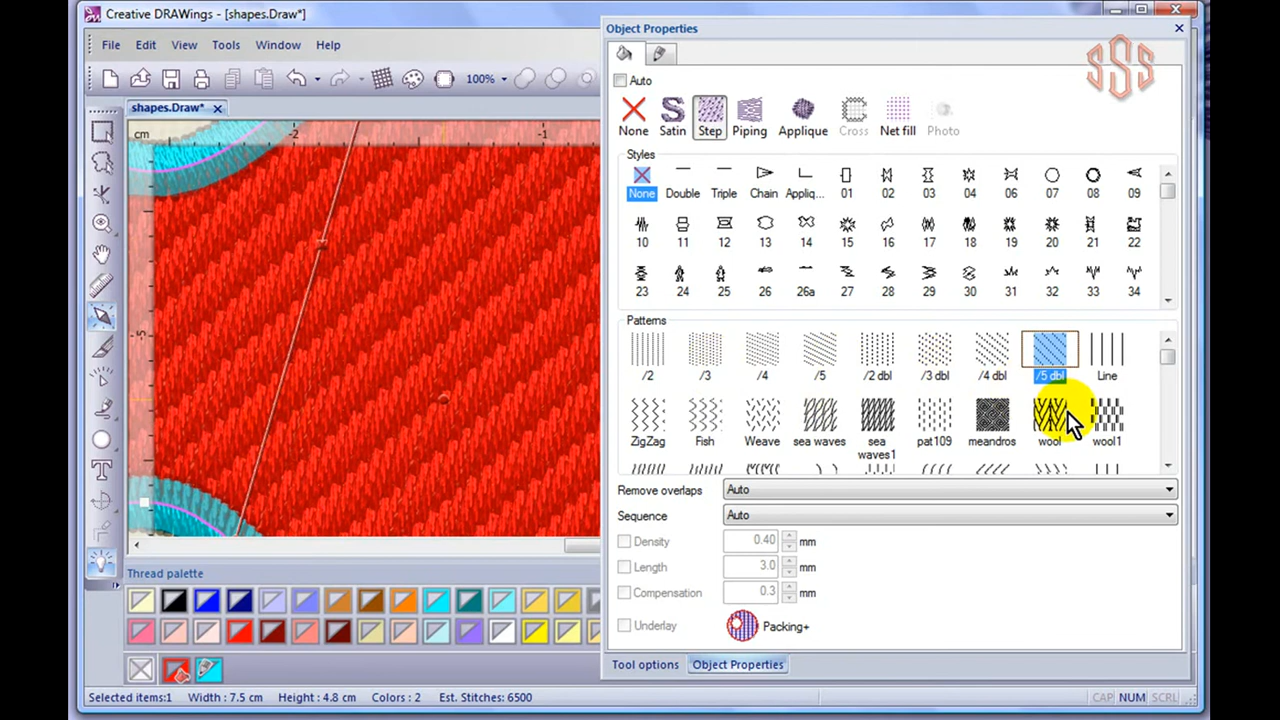 Creative DRAWings - [shapes.Draw*]
File Edit View Tools Window Help
100%
shapes.Draw*
cm -2 -1
-5
Object Properties
SSS
Auto
None Satin Step Piping Applique Cross Net fill Photo
Styles
None Double Triple Chain Appliq... 01 02 03 04 06 07 08 09
10 11 12 13 14 15 16 17 18 19 20 21 22
23 24 25 26 26a 27 28 29 30 31 32 33 34
Patterns
/2 /3 /4 /5 /2 dbl /3 dbl /4 dbl /5 dbl Line
ZigZag Fish Weave sea waves sea waves1 pat109 meandros wool wool1
Remove overlaps Auto
Sequence Auto
Density 0.40 mm
Length 3.0 mm
Compensation 0.3 mm
Underlay Packing+
Tool options Object Properties
Thread palette
Selected items:1 Width : 7.5 cm Height : 4.8 cm Colors : 2 Est. Stitches: 6500
CAP NUM SCRL